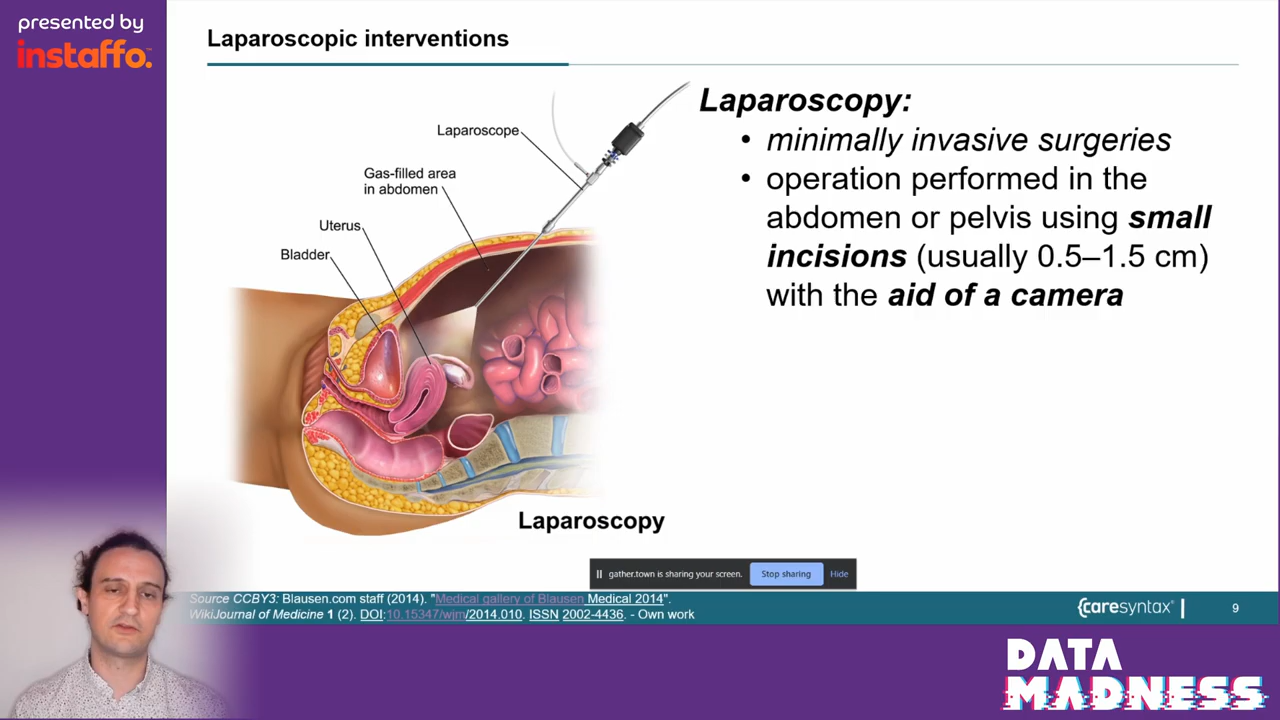 presented by
instaffo.
Laparoscopic interventions
Laparoscope
Gas-filled area
in abdomen
Uterus
Bladder
Laparoscopy
Laparoscopy:
• minimally invasive surgeries
• operation performed in the
abdomen or pelvis using small
incisions (usually 0.5–1.5 cm)
with the aid of a camera
gather.town is sharing your screen.
Stop sharing
Hide
Source CCBY3: Blausen.com staff (2014). "Medical gallery of Blausen Medical 2014".
WikiJournal of Medicine 1 (2). DOI:10.15347/wjm/2014.010. ISSN 2002-4436. - Own work
caresyntax
9
DATA
MADNESS